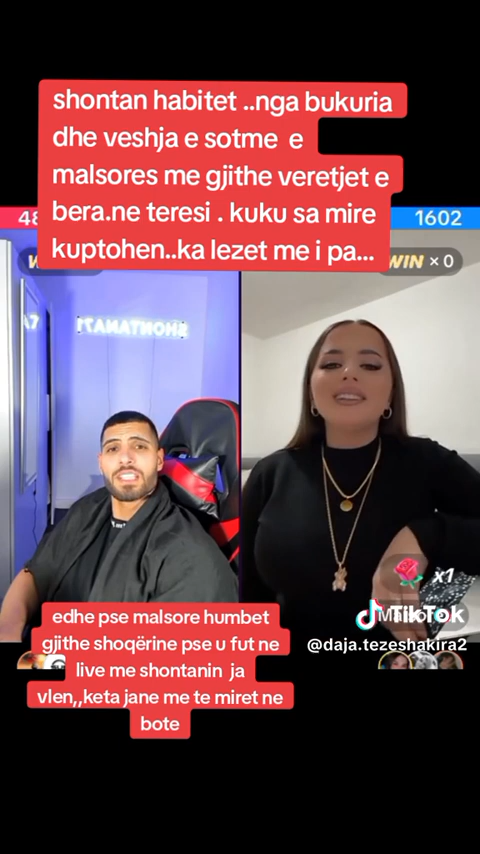 shontan habitet ..nga bukuria
dhe veshja e sotme e
malsores me gjithe veretjet e
bera.ne teresi . kuku sa mire
kuptohen..ka lezet me i pa...
48
1602
WIN ×0
SHONTANA71
x1
TikTok
@daja.tezeshakira2
edhe pse malsore humbet
gjithe shoqërine pse u fut ne
live me shontanin ja
vlen,,keta jane me te miret ne
bote